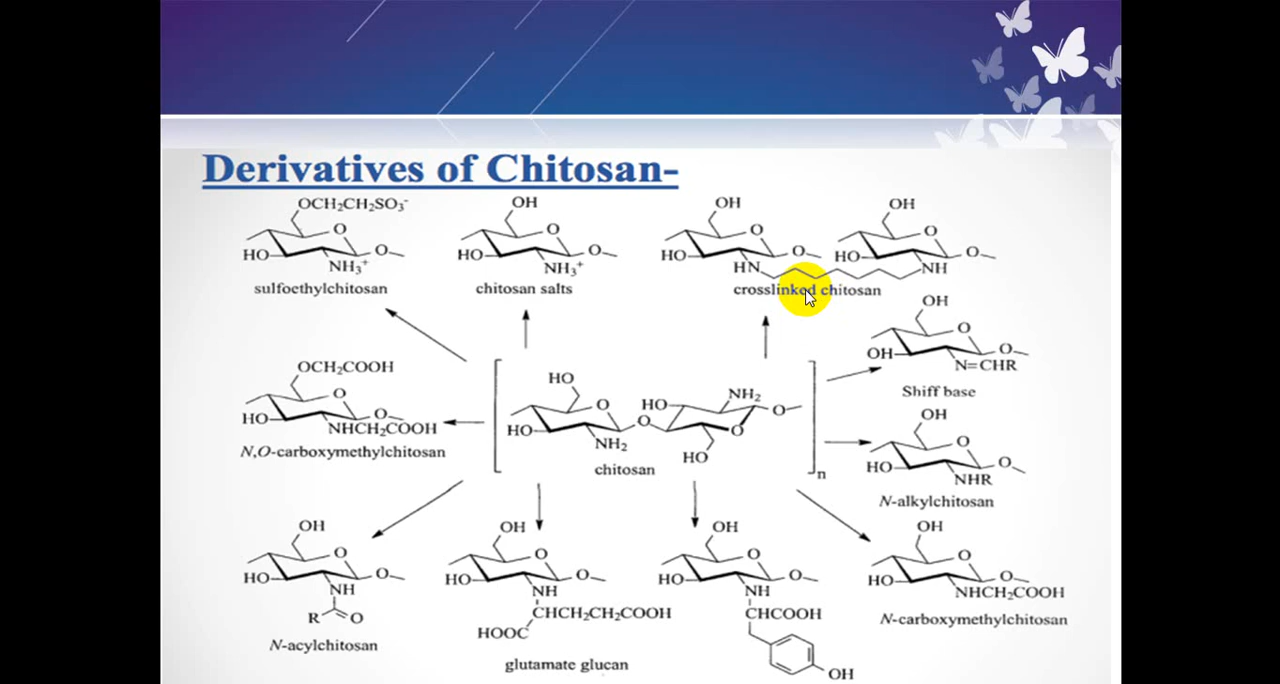 Derivatives of Chitosan-
OCH₂CH₂SO₃⁻
O
HO
O
NH₃⁺
sulfoethylchitosan
OH
O
HO
O
NH₃⁺
chitosan salts
OH
O
HO
O
HN
OH
O
HO
O
NH
crosslinked chitosan
OH
O
OH
O
N=CHR
Shiff base
OCH₂COOH
O
HO
O
NHCH₂COOH
N,O-carboxymethylchitosan
HO
O
HO
NH₂
O
HO
NH₂
O
O
HO
n
chitosan
OH
O
HO
O
NHR
N-alkylchitosan
OH
O
HO
O
NH
R
O
N-acylchitosan
OH
O
HO
O
NH
CHCH₂CH₂COOH
HOOC
glutamate glucan
OH
O
HO
O
NH
CHCOOH
OH
OH
O
HO
O
NHCH₂COOH
N-carboxymethylchitosan